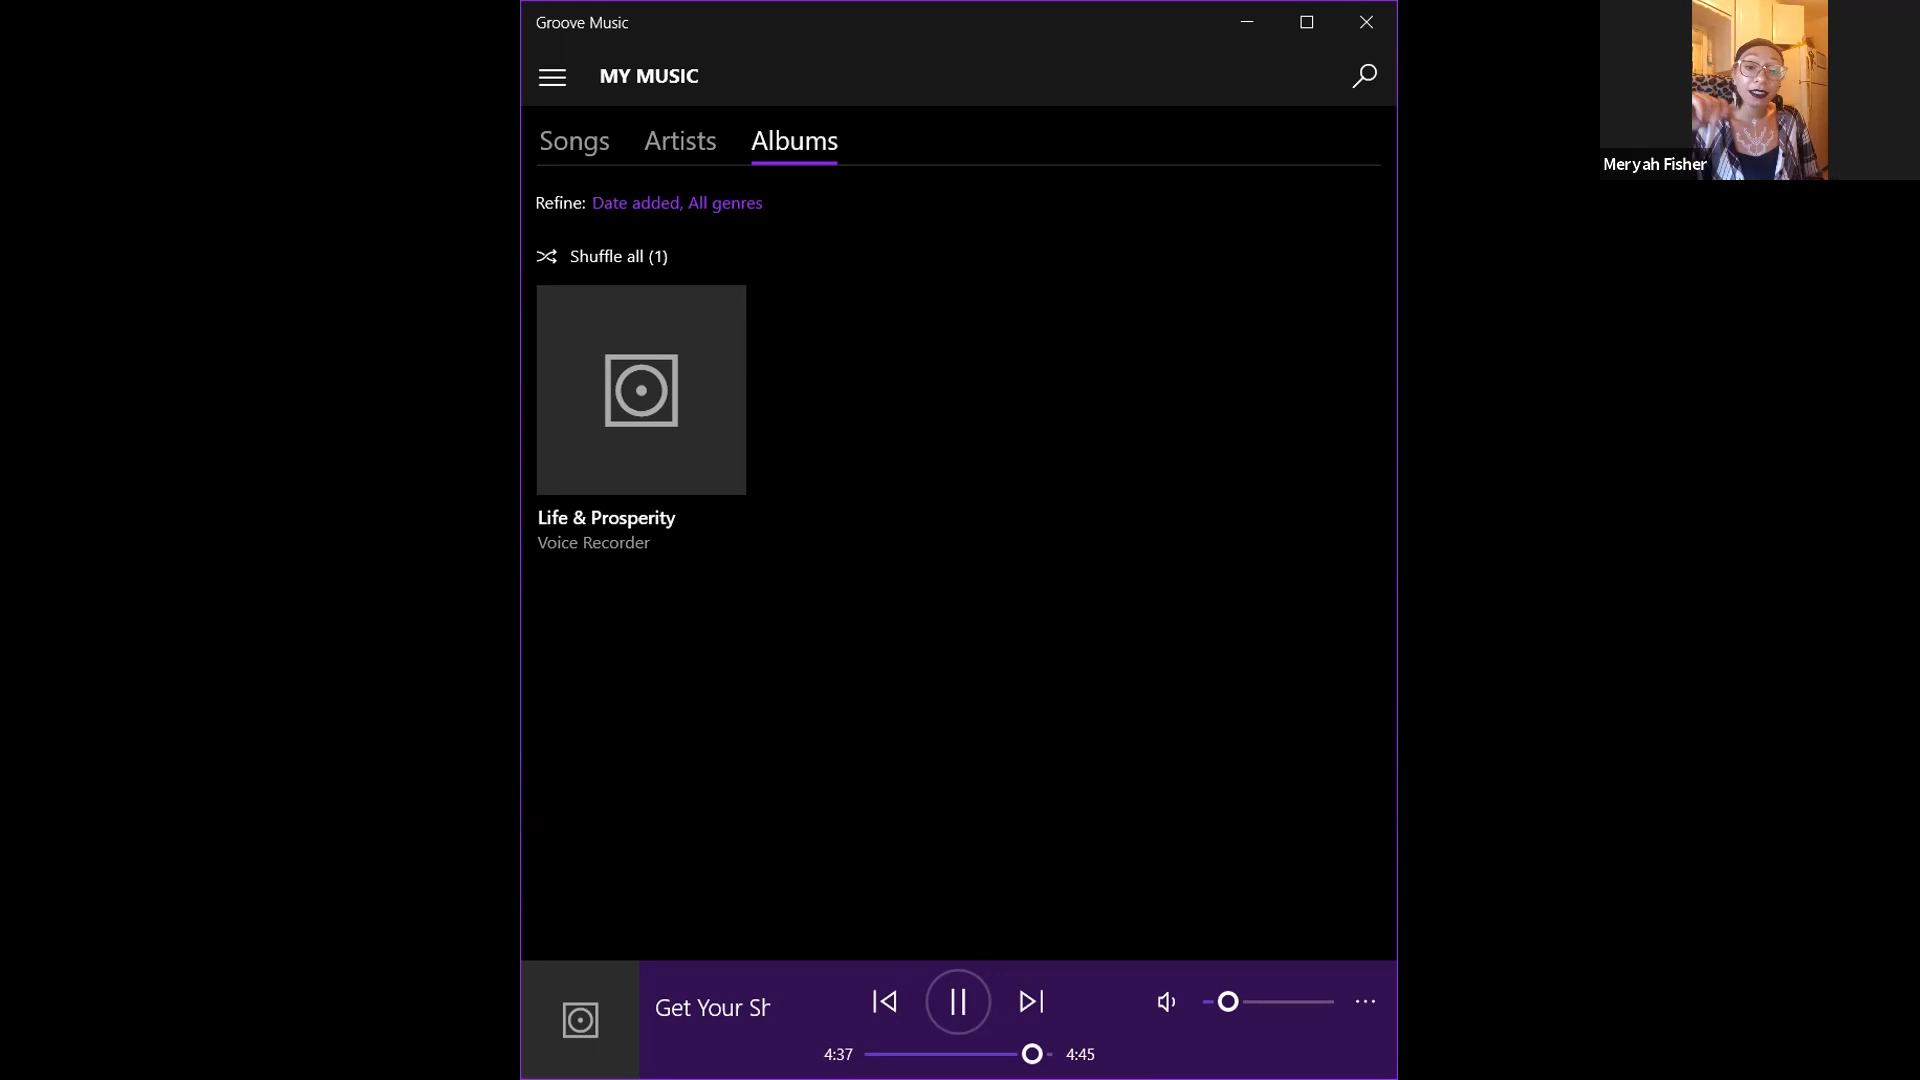 Groove Music
MY MUSIC
Songs Artists Albums
Refine: Date added, All genres
Shuffle all (1)
Life & Prosperity
Voice Recorder
Get Your Sh
4:37 4:45
Meryah Fisher